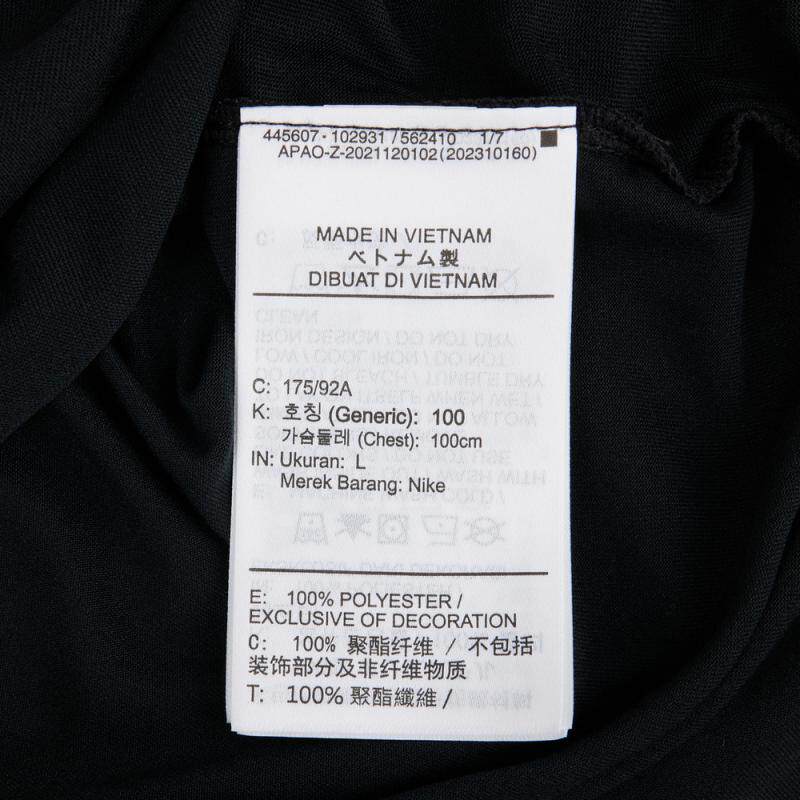 445607 · 102931 / 562410 1/7
APAO-Z-2021120102 (202310160)
MADE IN VIETNAM
ベトナム製
DIBUAT DI VIETNAM
C: 175/92A
K: 호칭 (Generic): 100
가슴둘레 (Chest): 100cm
IN: Ukuran: L
Merek Barang: Nike
E: 100% POLYESTER /
EXCLUSIVE OF DECORATION
C: 100% 聚酯纤维 / 不包括
装饰部分及非纤维物质
T: 100% 聚酯纖維 /